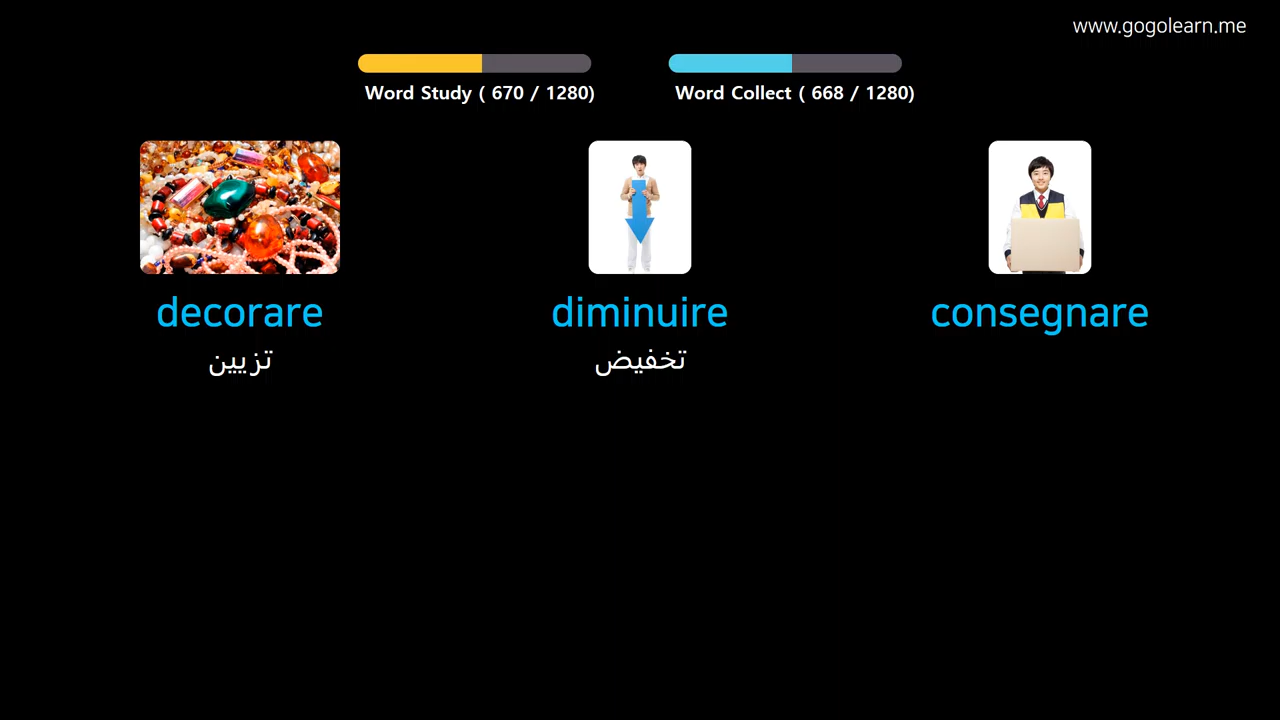 www.gogolearn.me
Word Study ( 670 / 1280)
Word Collect ( 668 / 1280)
decorare
diminuire
consegnare
تزيين
تخفيض